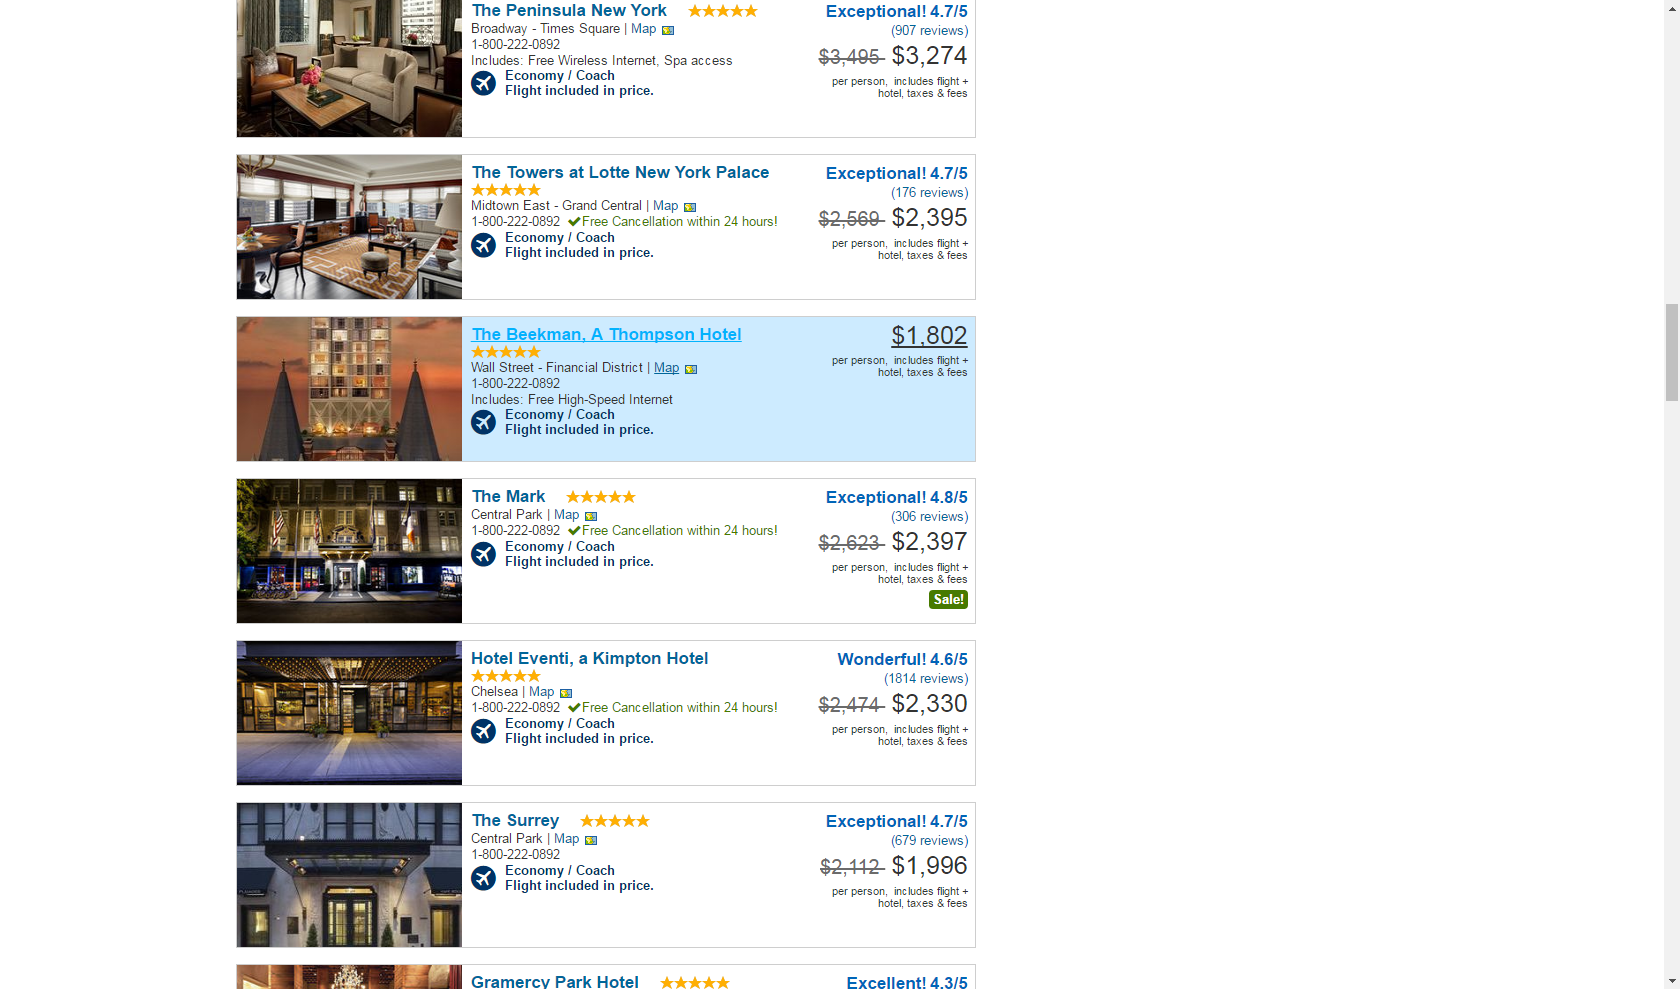 The Peninsula New York
Exceptional! 4.7/5
Broadway - Times Square | Map
(907 reviews)
1-800-222-0892
$3,495 $3,274
Includes: Free Wireless Internet, Spa access
Economy / Coach
Flight included in price.
per person, includes flight +
hotel, taxes & fees
The Towers at Lotte New York Palace
Exceptional! 4.7/5
(176 reviews)
Midtown East - Grand Central | Map
$2,569 $2,395
1-800-222-0892 Free Cancellation within 24 hours!
Economy / Coach
Flight included in price.
per person, includes flight +
hotel, taxes & fees
The Beekman, A Thompson Hotel
$1,802
Wall Street - Financial District | Map
per person, includes flight +
hotel, taxes & fees
1-800-222-0892
Includes: Free High-Speed Internet
Economy / Coach
Flight included in price.
The Mark
Exceptional! 4.8/5
Central Park | Map
(306 reviews)
1-800-222-0892 Free Cancellation within 24 hours!
$2,623 $2,397
Economy / Coach
Flight included in price.
per person, includes flight +
hotel, taxes & fees
Sale!
Hotel Eventi, a Kimpton Hotel
Wonderful! 4.6/5
(1814 reviews)
Chelsea | Map
$2,474 $2,330
1-800-222-0892 Free Cancellation within 24 hours!
Economy / Coach
Flight included in price.
per person, includes flight +
hotel, taxes & fees
The Surrey
Exceptional! 4.7/5
Central Park | Map
(679 reviews)
1-800-222-0892
$2,112 $1,996
Economy / Coach
Flight included in price.
per person, includes flight +
hotel, taxes & fees
Gramercy Park Hotel
Excellent! 4.3/5